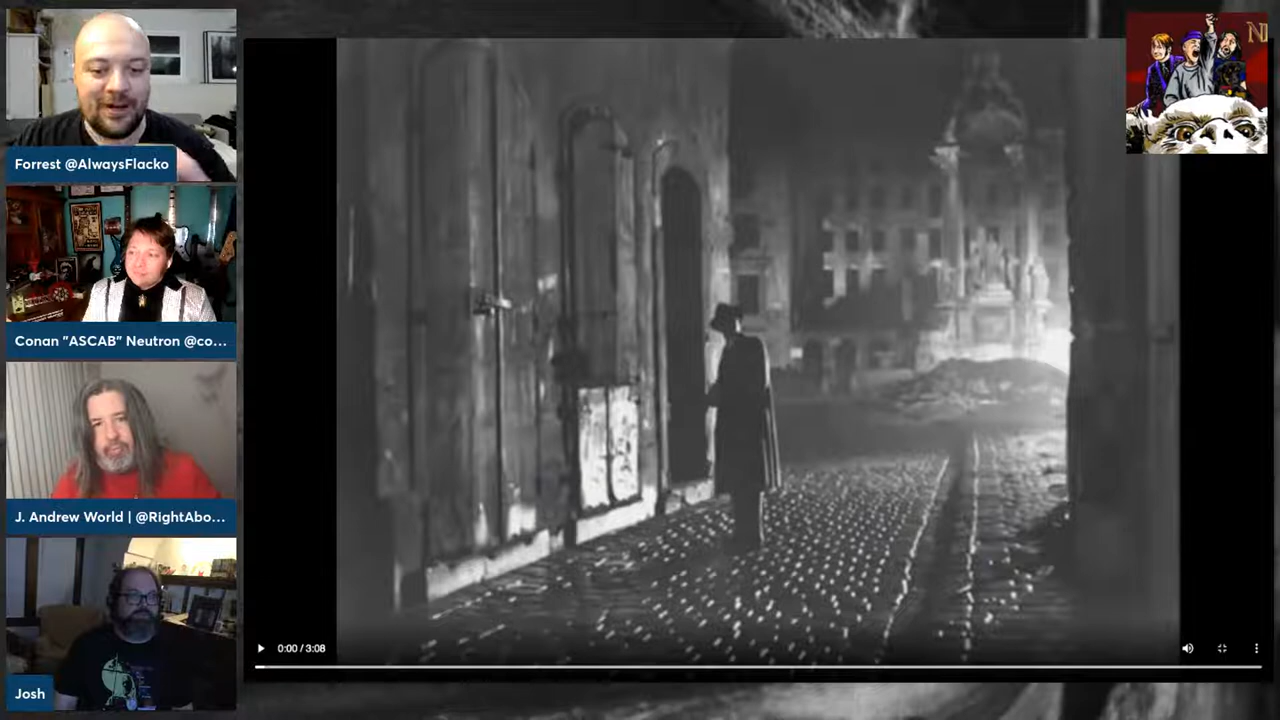 Forrest @AlwaysFlacko
Conan "ASCAB" Neutron @co...
J. Andrew World | @RightAbo...
Josh
0:00 / 3:08